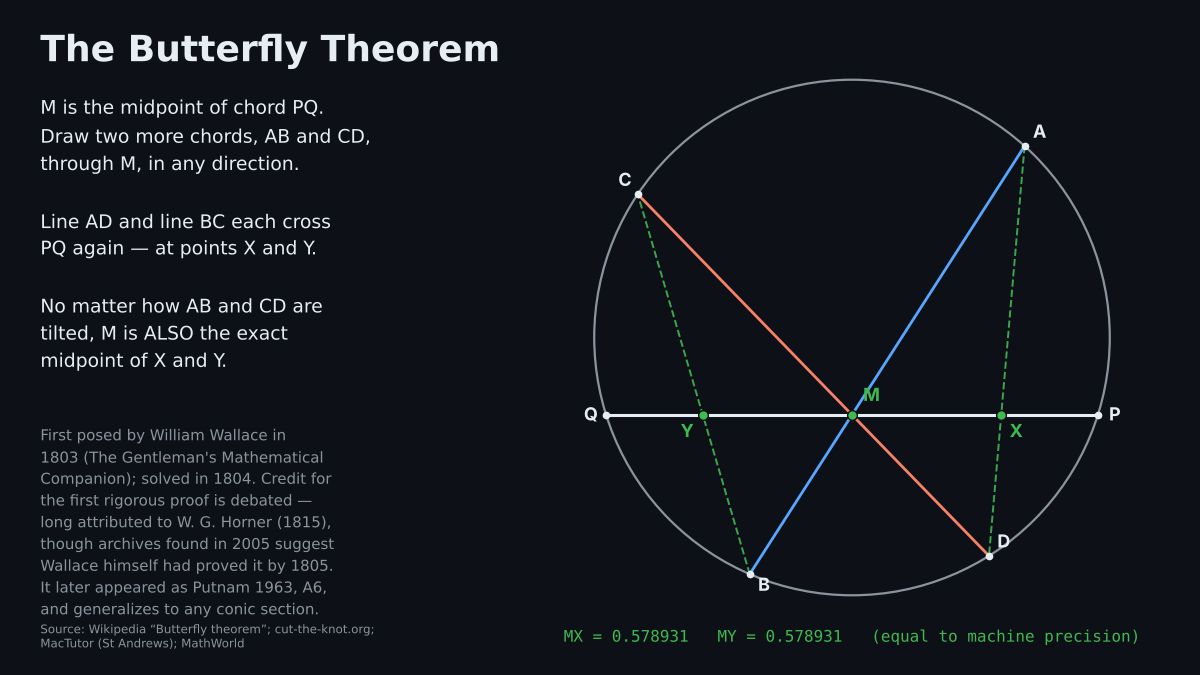 The Butterfly Theorem
M is the midpoint of chord PQ.
Draw two more chords, AB and CD,
through M, in any direction.
Line AD and line BC each cross
PQ again — at points X and Y.
No matter how AB and CD are
tilted, M is ALSO the exact
midpoint of X and Y.
First posed by William Wallace in
1803 (The Gentleman's Mathematical
Companion); solved in 1804. Credit for
the first rigorous proof is debated —
long attributed to W. G. Horner (1815),
though archives found in 2005 suggest
Wallace himself had proved it by 1805.
It later appeared as Putnam 1963, A6,
and generalizes to any conic section.
Source: Wikipedia “Butterfly theorem”; cut-the-knot.org;
MacTutor (St Andrews); MathWorld
A
C
M
Q
P
Y
X
D
B
MX = 0.578931   MY = 0.578931   (equal to machine precision)